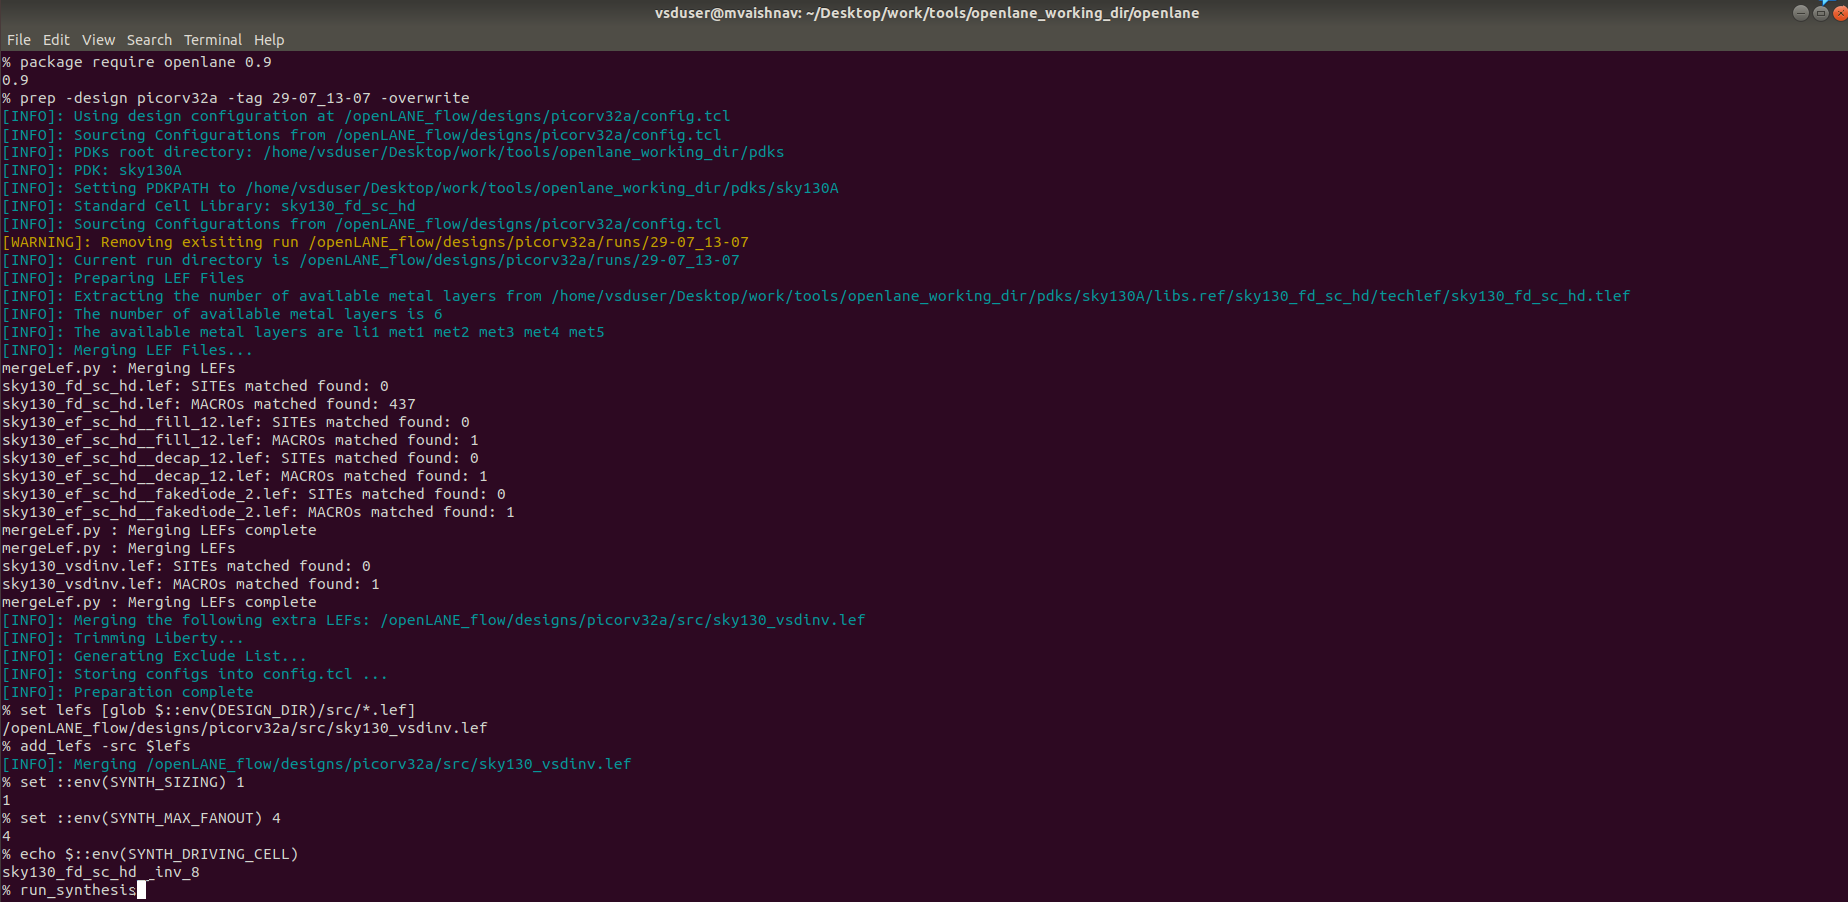 vsduser@mvaishnav: ~/Desktop/work/tools/openlane_working_dir/openlane
File Edit View Search Terminal Help
% package require openlane 0.9
0.9
% prep -design picorv32a -tag 29-07_13-07 -overwrite
[INFO]: Using design configuration at /openLANE_flow/designs/picorv32a/config.tcl
[INFO]: Sourcing Configurations from /openLANE_flow/designs/picorv32a/config.tcl
[INFO]: PDKs root directory: /home/vsduser/Desktop/work/tools/openlane_working_dir/pdks
[INFO]: PDK: sky130A
[INFO]: Setting PDKPATH to /home/vsduser/Desktop/work/tools/openlane_working_dir/pdks/sky130A
[INFO]: Standard Cell Library: sky130_fd_sc_hd
[INFO]: Sourcing Configurations from /openLANE_flow/designs/picorv32a/config.tcl
[WARNING]: Removing exisiting run /openLANE_flow/designs/picorv32a/runs/29-07_13-07
[INFO]: Current run directory is /openLANE_flow/designs/picorv32a/runs/29-07_13-07
[INFO]: Preparing LEF Files
[INFO]: Extracting the number of available metal layers from /home/vsduser/Desktop/work/tools/openlane_working_dir/pdks/sky130A/libs.ref/sky130_fd_sc_hd/techlef/sky130_fd_sc_hd.tlef
[INFO]: The number of available metal layers is 6
[INFO]: The available metal layers are li1 met1 met2 met3 met4 met5
[INFO]: Merging LEF Files...
mergeLef.py : Merging LEFs
sky130_fd_sc_hd.lef: SITEs matched found: 0
sky130_fd_sc_hd.lef: MACROs matched found: 437
sky130_ef_sc_hd__fill_12.lef: SITEs matched found: 0
sky130_ef_sc_hd__fill_12.lef: MACROs matched found: 1
sky130_ef_sc_hd__decap_12.lef: SITEs matched found: 0
sky130_ef_sc_hd__decap_12.lef: MACROs matched found: 1
sky130_ef_sc_hd__fakediode_2.lef: SITEs matched found: 0
sky130_ef_sc_hd__fakediode_2.lef: MACROs matched found: 1
mergeLef.py : Merging LEFs complete
mergeLef.py : Merging LEFs
sky130_vsdinv.lef: SITEs matched found: 0
sky130_vsdinv.lef: MACROs matched found: 1
mergeLef.py : Merging LEFs complete
[INFO]: Merging the following extra LEFs: /openLANE_flow/designs/picorv32a/src/sky130_vsdinv.lef
[INFO]: Trimming Liberty...
[INFO]: Generating Exclude List...
[INFO]: Storing configs into config.tcl ...
[INFO]: Preparation complete
% set lefs [glob $::env(DESIGN_DIR)/src/*.lef]
/openLANE_flow/designs/picorv32a/src/sky130_vsdinv.lef
% add_lefs -src $lefs
[INFO]: Merging /openLANE_flow/designs/picorv32a/src/sky130_vsdinv.lef
% set ::env(SYNTH_SIZING) 1
1
% set ::env(SYNTH_MAX_FANOUT) 4
4
% echo $::env(SYNTH_DRIVING_CELL)
sky130_fd_sc_hd__inv_8
% run_synthesis